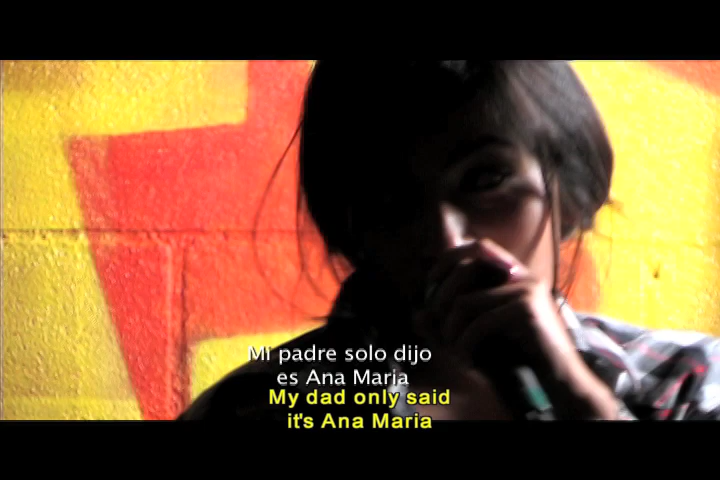 Mi padre solo dijo
es Ana Maria
My dad only said
it's Ana Maria